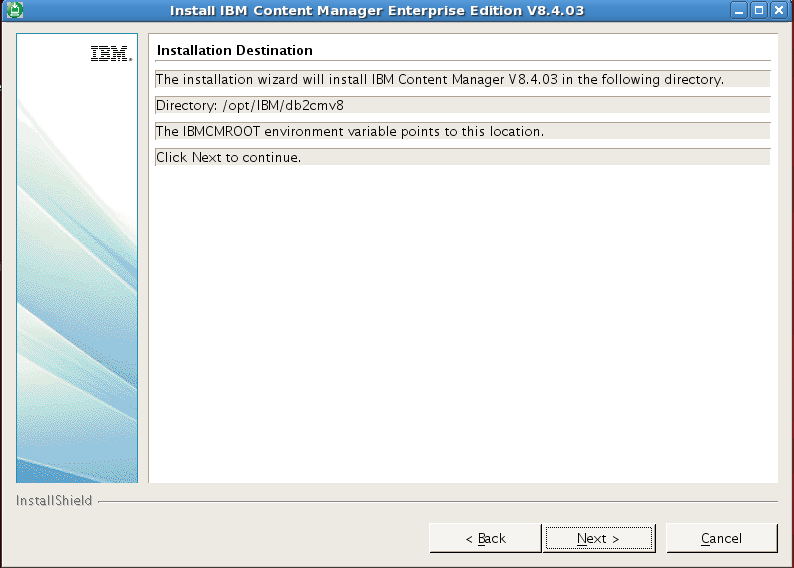 Install IBM Content Manager Enterprise Edition V8.4.03
IBM.
Installation Destination
The installation wizard will install IBM Content Manager V8.4.03 in the following directory.
Directory: /opt/IBM/db2cmv8
The IBMCMROOT environment variable points to this location.
Click Next to continue.
InstallShield
< Back
Next >
Cancel